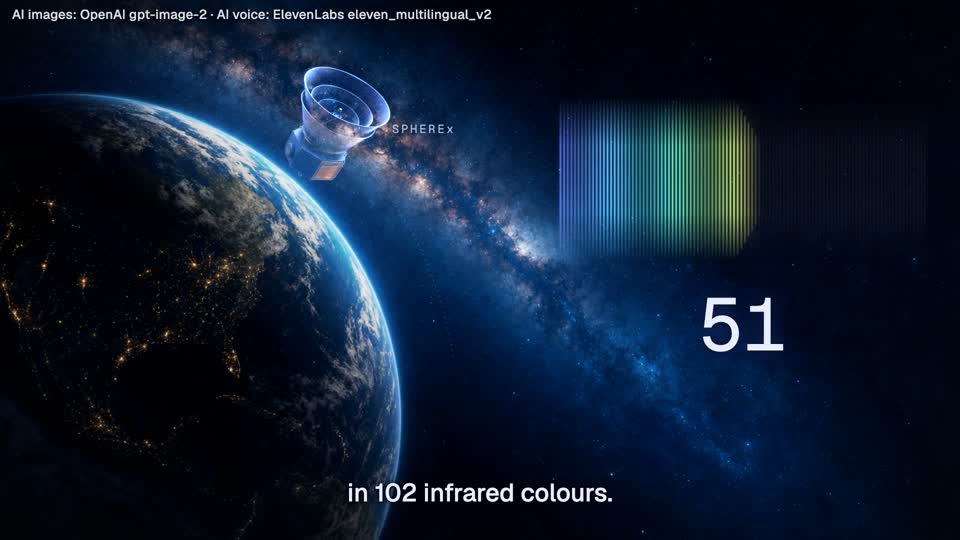 AI images: OpenAI gpt-image-2 · AI voice: ElevenLabs eleven_multilingual_v2
SPHEREx
51
in 102 infrared colours.